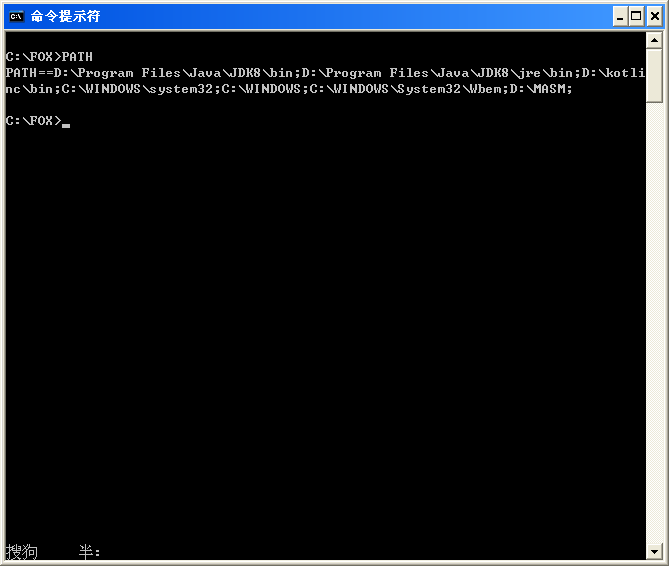 命令提示符
C:\FOX>PATH
PATH==D:\Program Files\Java\JDK8\bin;D:\Program Files\Java\JDK8\jre\bin;D:\kotli
nc\bin;C:\WINDOWS\system32;C:\WINDOWS;C:\WINDOWS\System32\Wbem;D:\MASM;
C:\FOX>_
搜狗 半: